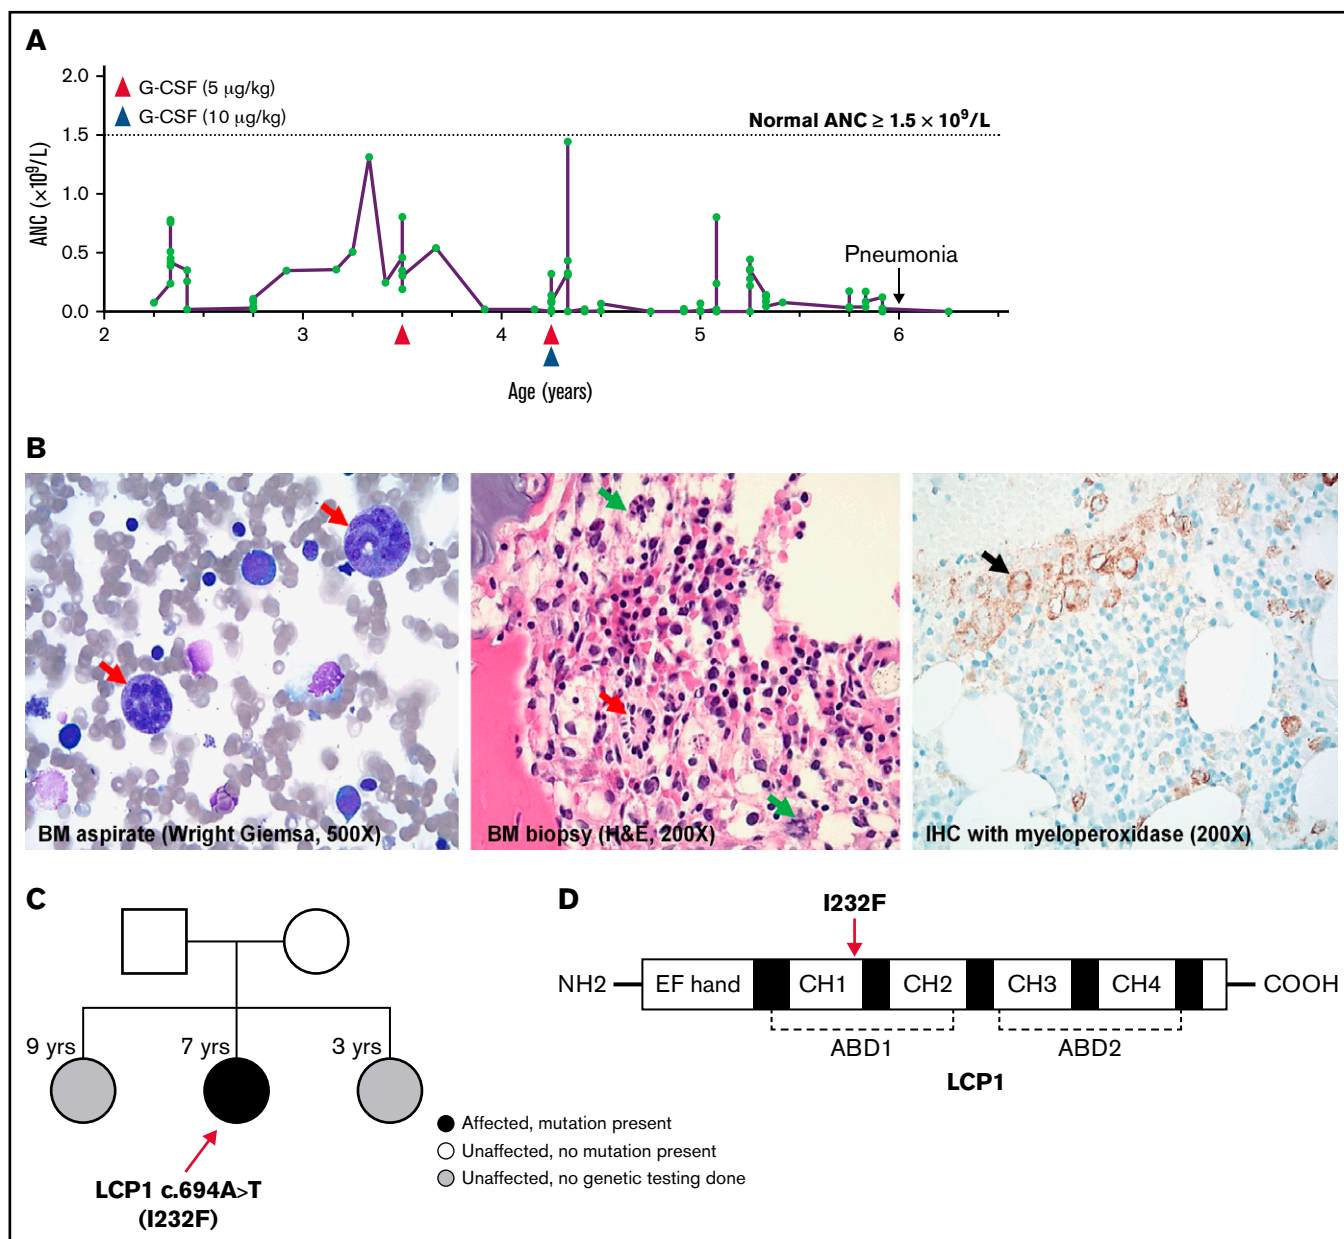 A
G-CSF (5 μg/kg)
G-CSF (10 μg/kg)
Normal ANC ≥ 1.5 × 10⁹/L
ANC (×10⁹/L)
2.0
1.5
1.0
0.5
0.0
Pneumonia
2 3 4 5 6
Age (years)
B
BM aspirate (Wright Giemsa, 500X)
BM biopsy (H&E, 200X)
IHC with myeloperoxidase (200X)
C
9 yrs 7 yrs 3 yrs
LCP1 c.694A>T
(I232F)
Affected, mutation present
Unaffected, no mutation present
Unaffected, no genetic testing done
D
I232F
NH2 EF hand CH1 CH2 CH3 CH4 COOH
ABD1 ABD2
LCP1